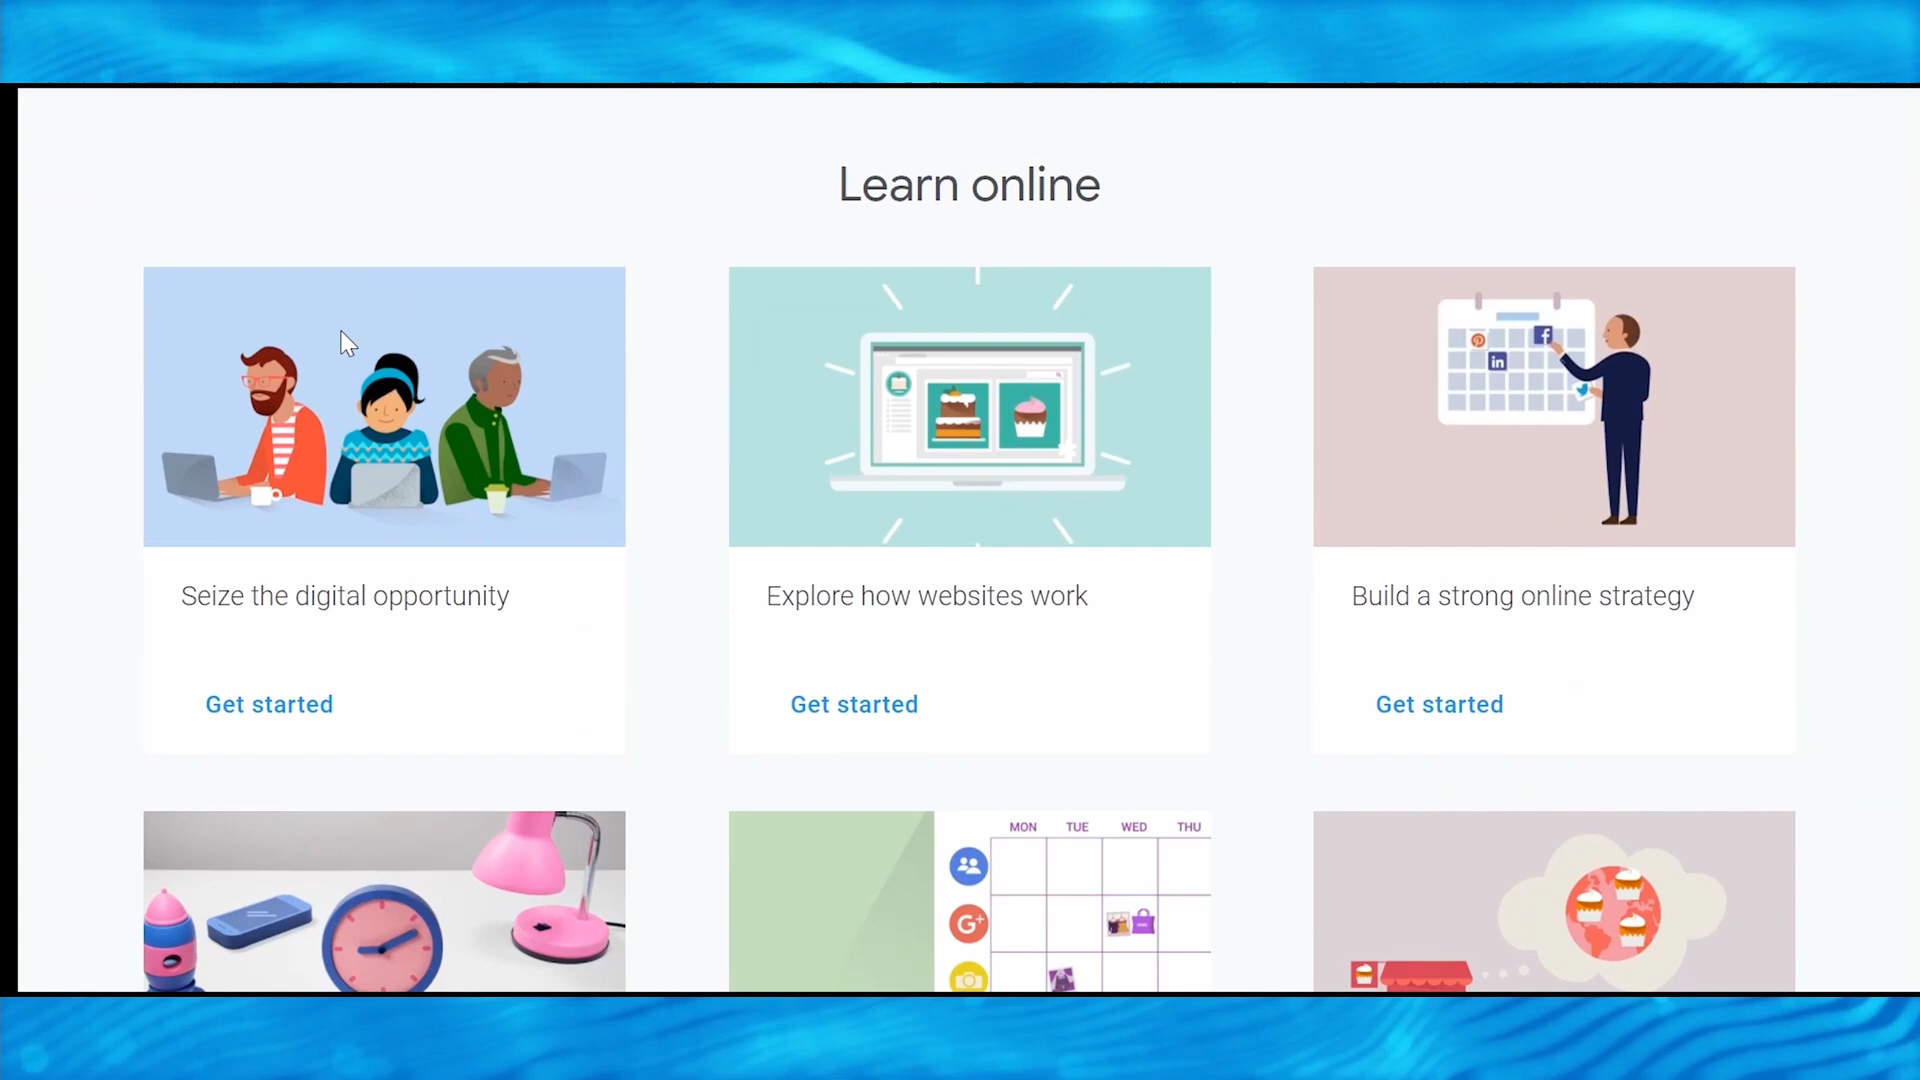 Learn online
Seize the digital opportunity
Explore how websites work
Build a strong online strategy
Get started
Get started
Get started
MON TUE WED THU
G+